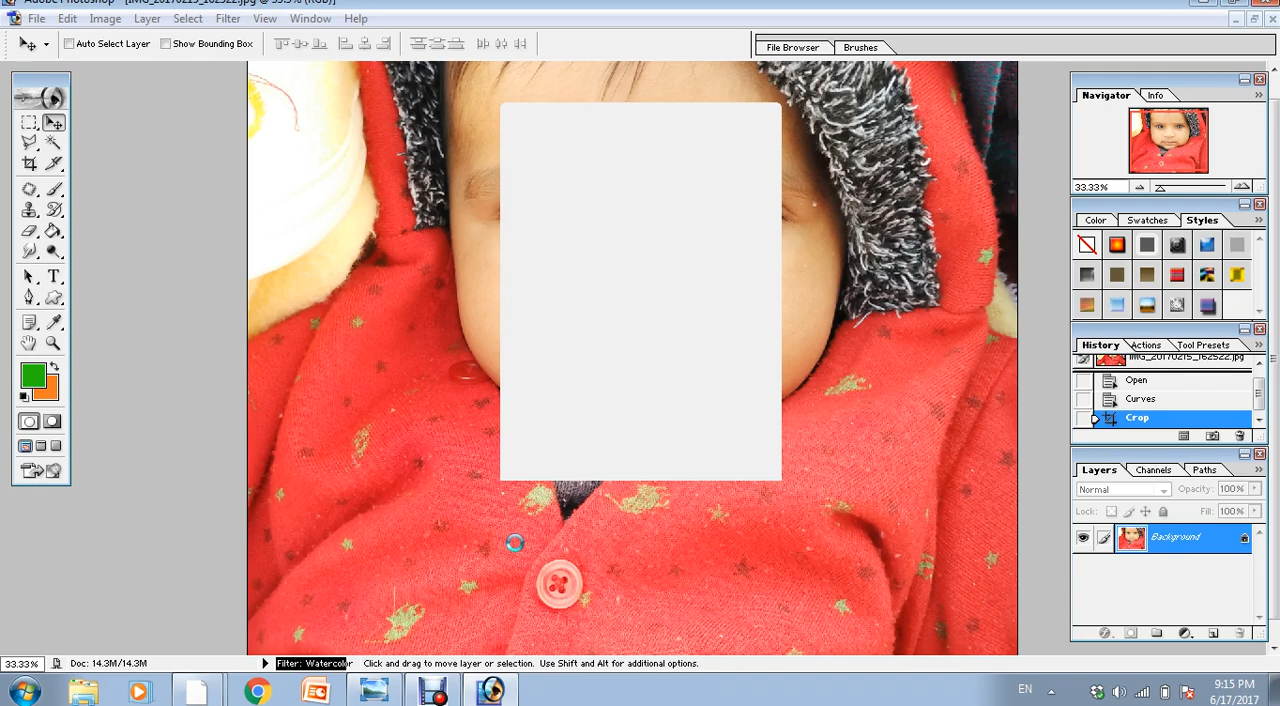 Adobe Photoshop - [IMG_20170215_162522.jpg @ 33.3% (RGB)]
File Edit Image Layer Select Filter View Window Help
Auto Select Layer Show Bounding Box File Browser Brushes
Navigator Info
33.33%
Color Swatches Styles
History Actions Tool Presets
IMG_20170215_162522.jpg
Open
Curves
Crop
Layers Channels Paths
Normal Opacity: 100%
Lock: Fill: 100%
Background
33.33% Doc: 14.3M/14.3M Filter: Watercolor Click and drag to move layer or selection. Use Shift and Alt for additional options.
EN 9:15 PM
6/17/2017